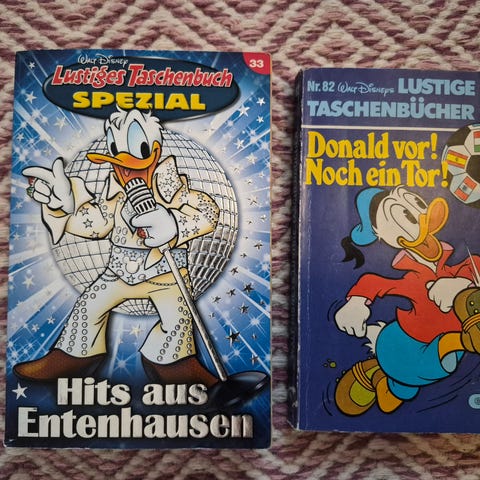 Walt Disney
Lustiges Taschenbuch
33
SPEZIAL
Hits aus
Entenhausen
Nr. 82 Walt Disneys LUSTIGE
TASCHENBÜCHER
Donald vor!
Noch ein Tor!